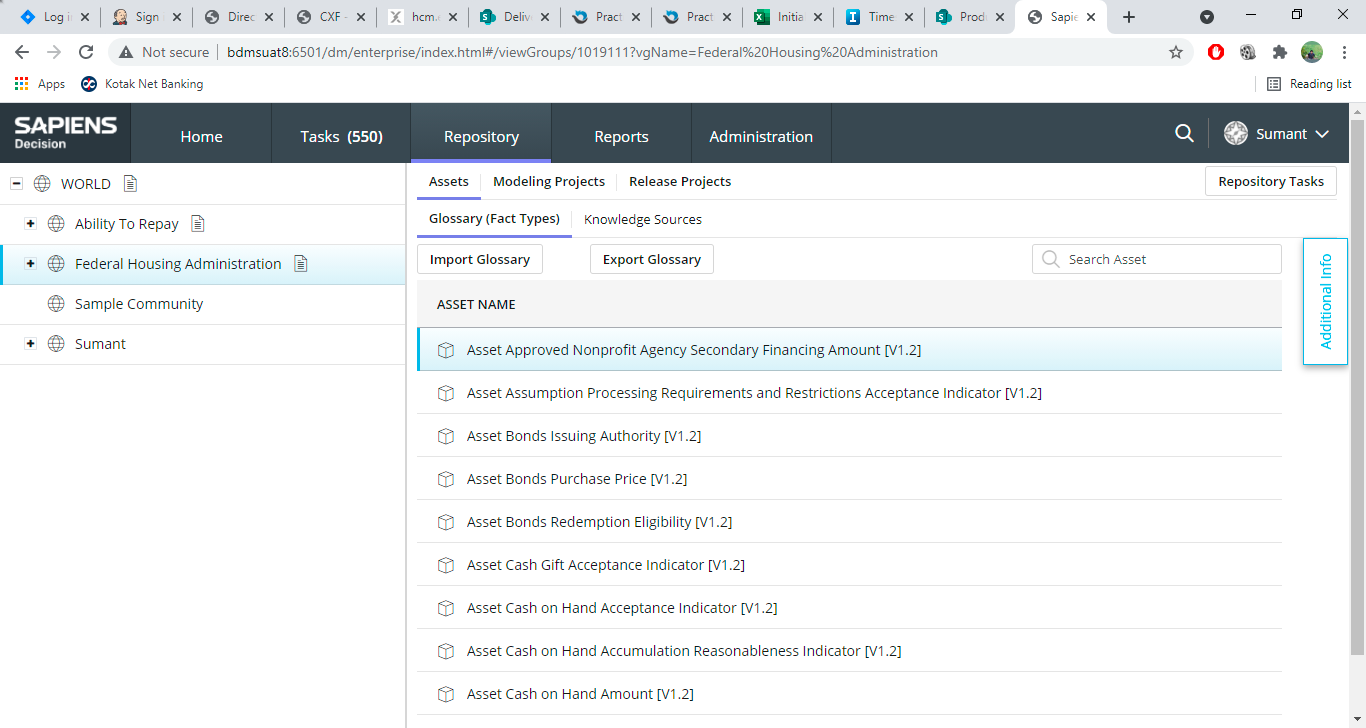 Log i
Sign
Direc
CXF -
hcm.c
Delive
Pract
Pract
Initia
Time
Prod
Sapie
Not secure
bdmsuat8:6501/dm/enterprise/index.html#/viewGroups/1019111?vgName=Federal%20Housing%20Administration
Apps
Kotak Net Banking
Reading list
SAPIENS
Decision
Home
Tasks (550)
Repository
Reports
Administration
Sumant
WORLD
Ability To Repay
Federal Housing Administration
Sample Community
Sumant
Assets
Modeling Projects
Release Projects
Repository Tasks
Glossary (Fact Types)
Knowledge Sources
Import Glossary
Export Glossary
Search Asset
Additional Info
ASSET NAME
Asset Approved Nonprofit Agency Secondary Financing Amount [V1.2]
Asset Assumption Processing Requirements and Restrictions Acceptance Indicator [V1.2]
Asset Bonds Issuing Authority [V1.2]
Asset Bonds Purchase Price [V1.2]
Asset Bonds Redemption Eligibility [V1.2]
Asset Cash Gift Acceptance Indicator [V1.2]
Asset Cash on Hand Acceptance Indicator [V1.2]
Asset Cash on Hand Accumulation Reasonableness Indicator [V1.2]
Asset Cash on Hand Amount [V1.2]